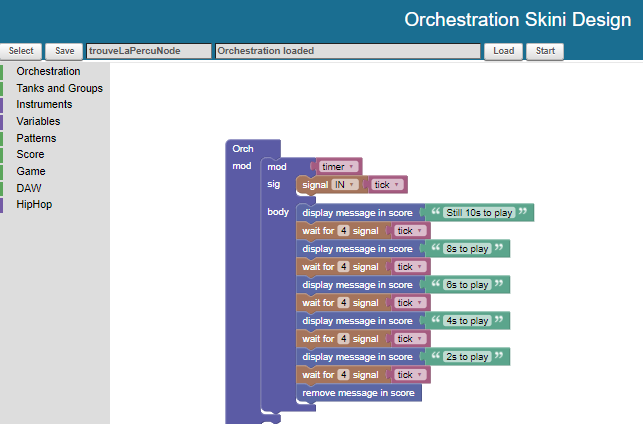 Orchestration Skini Design
Select Save trouveLaPercuNode Orchestration loaded Load Start
Orchestration
Tanks and Groups
Instruments
Variables
Patterns
Score
Game
DAW
HipHop
Orch
mod mod timer
sig signal IN tick
body display message in score “ Still 10s to play ”
wait for 4 signal tick
display message in score “ 8s to play ”
wait for 4 signal tick
display message in score “ 6s to play ”
wait for 4 signal tick
display message in score “ 4s to play ”
wait for 4 signal tick
display message in score “ 2s to play ”
wait for 4 signal tick
remove message in score